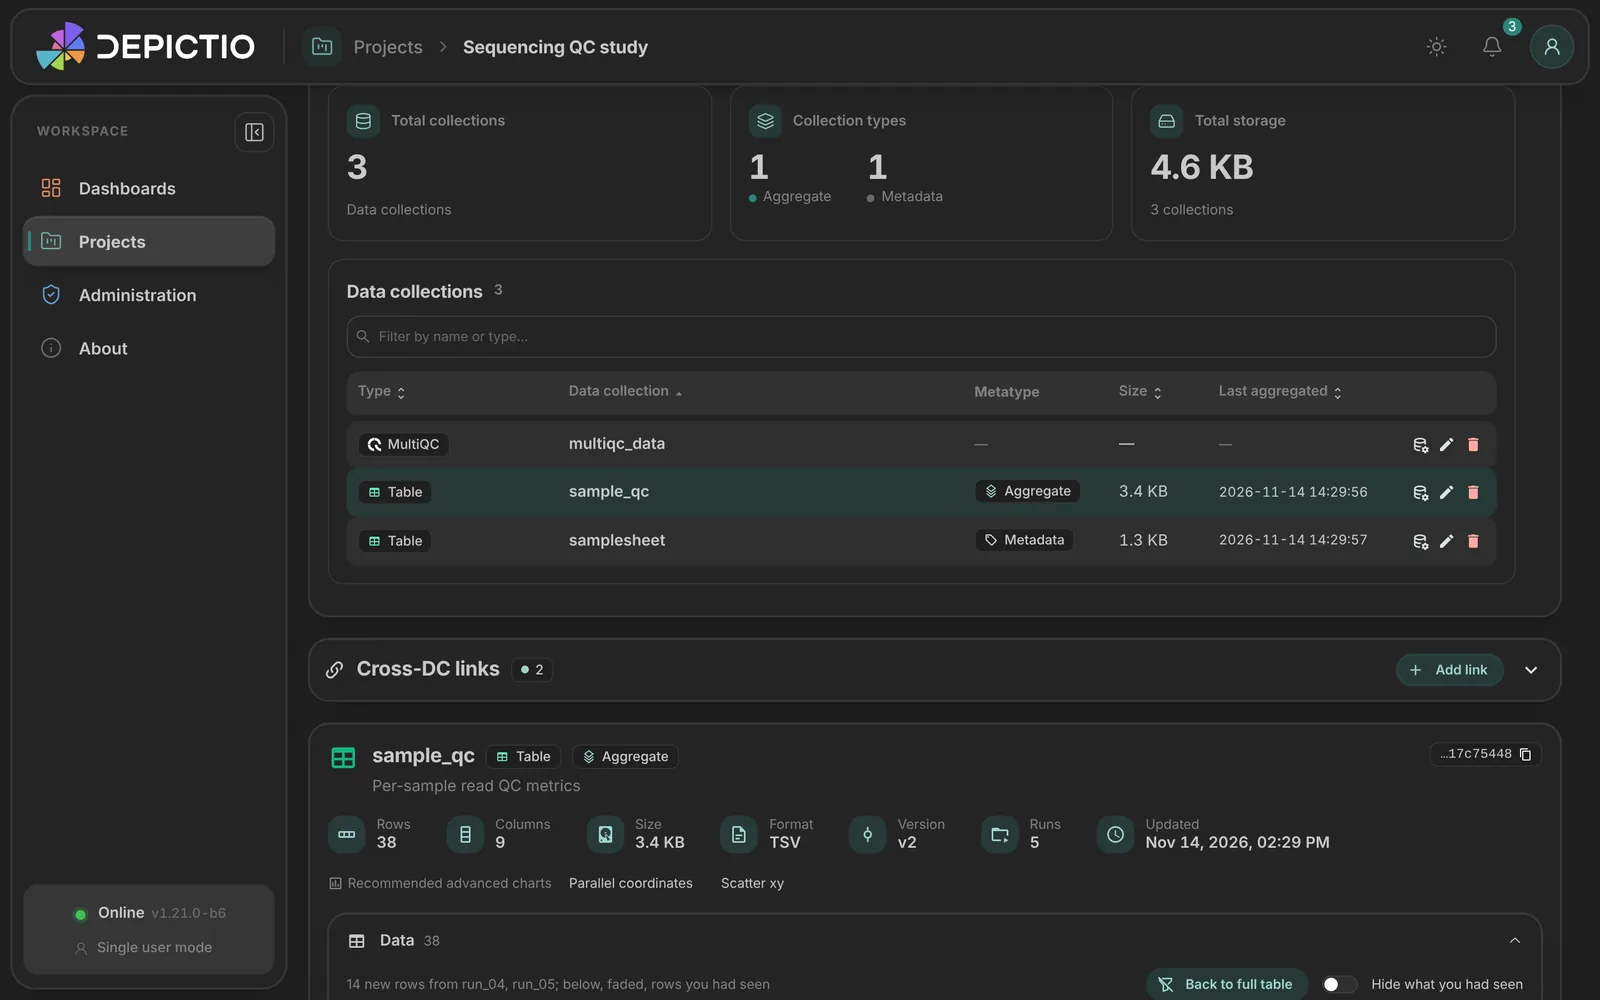 DEPICTIO
Projects > Sequencing QC study
3
WORKSPACE
Dashboards
Projects
Administration
About
Online v1.21.0-b6
Single user mode
Total collections
3
Data collections
Collection types
1 1
Aggregate Metadata
Total storage
4.6 KB
3 collections
Data collections 3
Filter by name or type...
Type Data collection Metatype Size Last aggregated
MultiQC multiqc_data — — —
Table sample_qc Aggregate 3.4 KB 2026-11-14 14:29:56
Table samplesheet Metadata 1.3 KB 2026-11-14 14:29:57
Cross-DC links 2 + Add link
sample_qc Table Aggregate …17c75448
Per-sample read QC metrics
Rows Columns Size Format Version Runs Updated
38 9 3.4 KB TSV v2 5 Nov 14, 2026, 02:29 PM
Recommended advanced charts Parallel coordinates Scatter xy
Data 38
14 new rows from run_04, run_05; below, faded, rows you had seen Back to full table Hide what you had seen